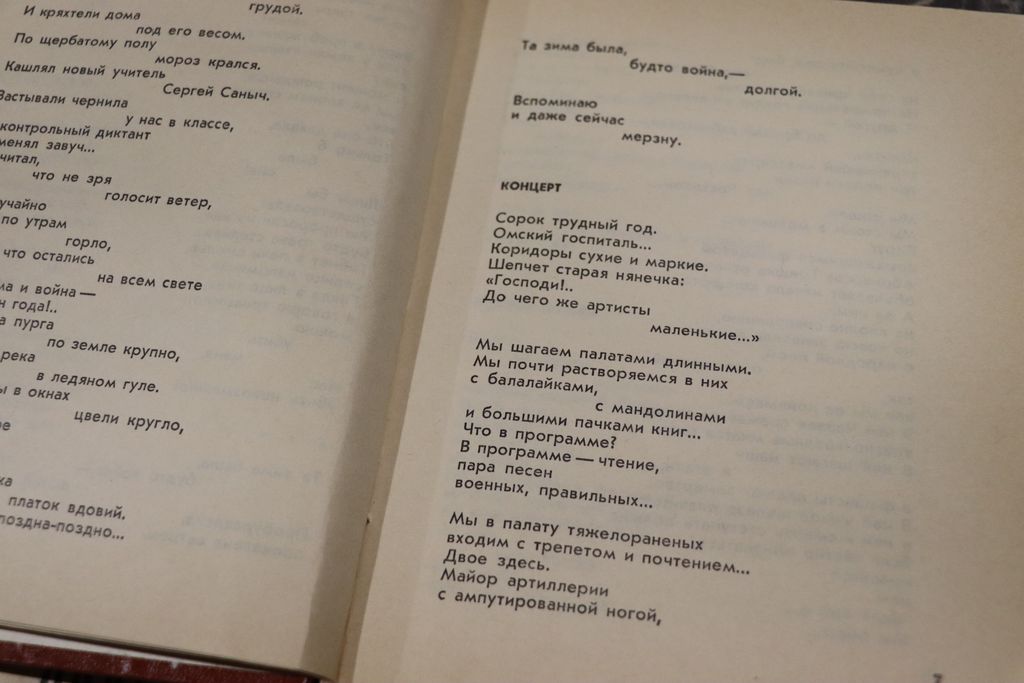 грудой.
И кряхтели дома
под его весом.
По щербатому полу
мороз крался.
Кашлял новый учитель
Сергей Саныч.
Застывали чернила
у нас в классе,
контрольный диктант
менял завуч...
читал,
что не зря
голосит ветер,
учайно
по утрам
горло,
что остались
на всем свете
ма и война —
н года!..
а пурга
по земле крупно,
река
в ледяном гуле.
ы в окнах
цвели кругло,
ое
ка
платок вдовий.
поздна-поздно...
Та зима была,
будто война,—
долгой.
Вспоминаю
и даже сейчас
мерзну.
КОНЦЕРТ
Сорок трудный год.
Омский госпиталь...
Коридоры сухие и маркие.
Шепчет старая нянечка:
«Господи!..
До чего же артисты
маленькие...»
Мы шагаем палатами длинными.
Мы почти растворяемся в них
с балалайками,
с мандолинами
и большими пачками книг...
Что в программе?
В программе — чтение,
пара песен
военных, правильных...
Мы в палату тяжелораненых
входим с трепетом и почтением...
Двое здесь.
Майор артиллерии
с ампутированной ногой,
7